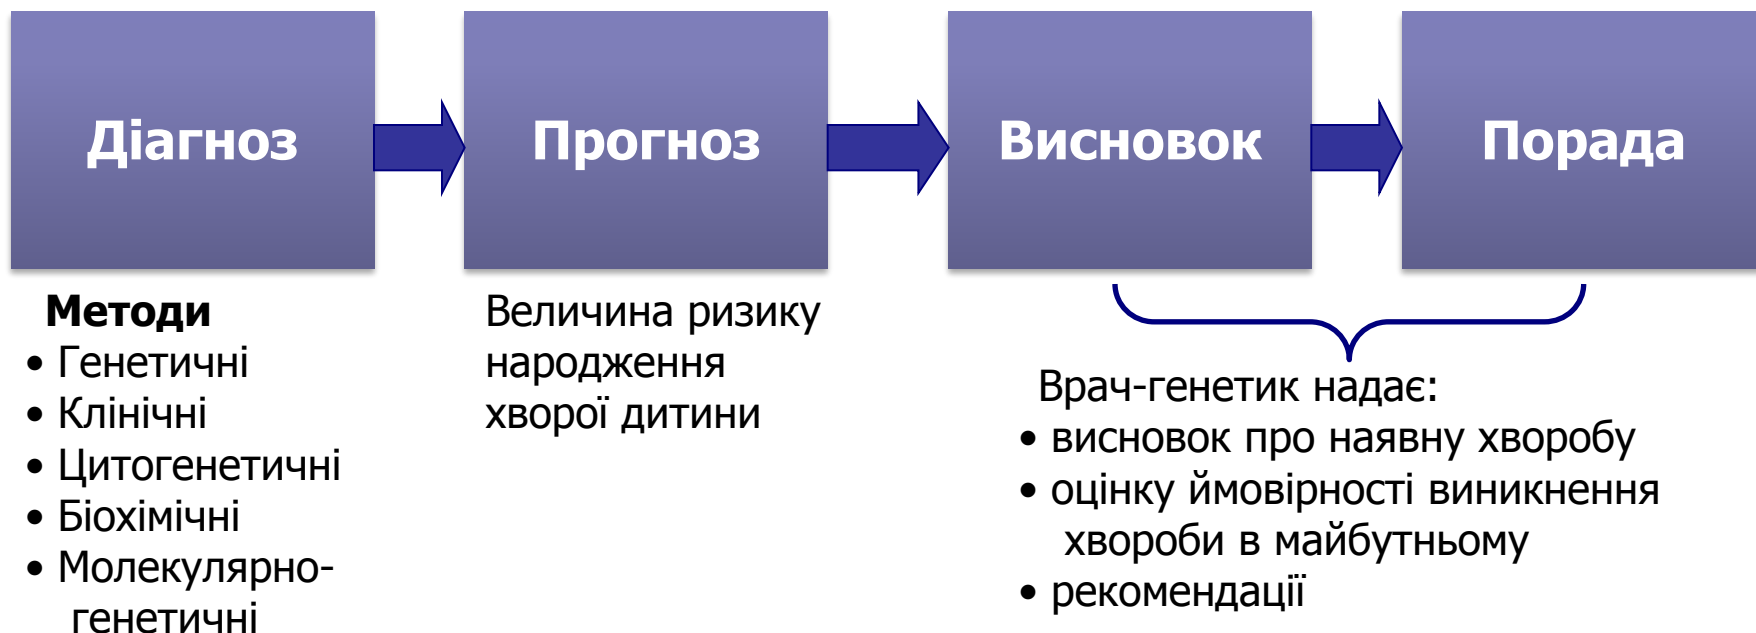 Діагноз
Прогноз
Висновок
Порада
Методи
• Генетичні
• Клінічні
• Цитогенетичні
• Біохімічні
• Молекулярно-
генетичні
Величина ризику
народження
хворої дитини
Врач-генетик надає:
• висновок про наявну хворобу
• оцінку ймовірності виникнення
хвороби в майбутньому
• рекомендації